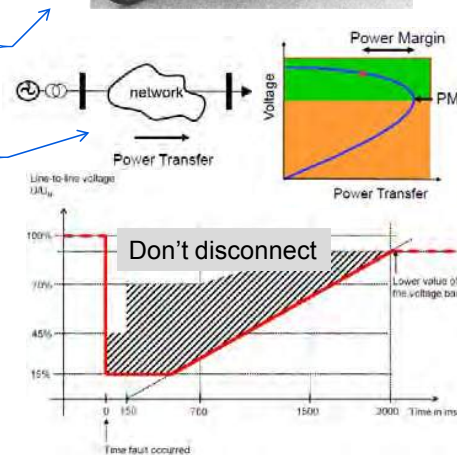 Power Margin
network
Voltage
PM
Power Transfer
Power Transfer
Line-to-line voltage
U/U
Don't disconnect
100%
70%
45%
15%
Lower value of
the voltage ba
0 150 700 1500 3000 Time in ms
Time fault occurred